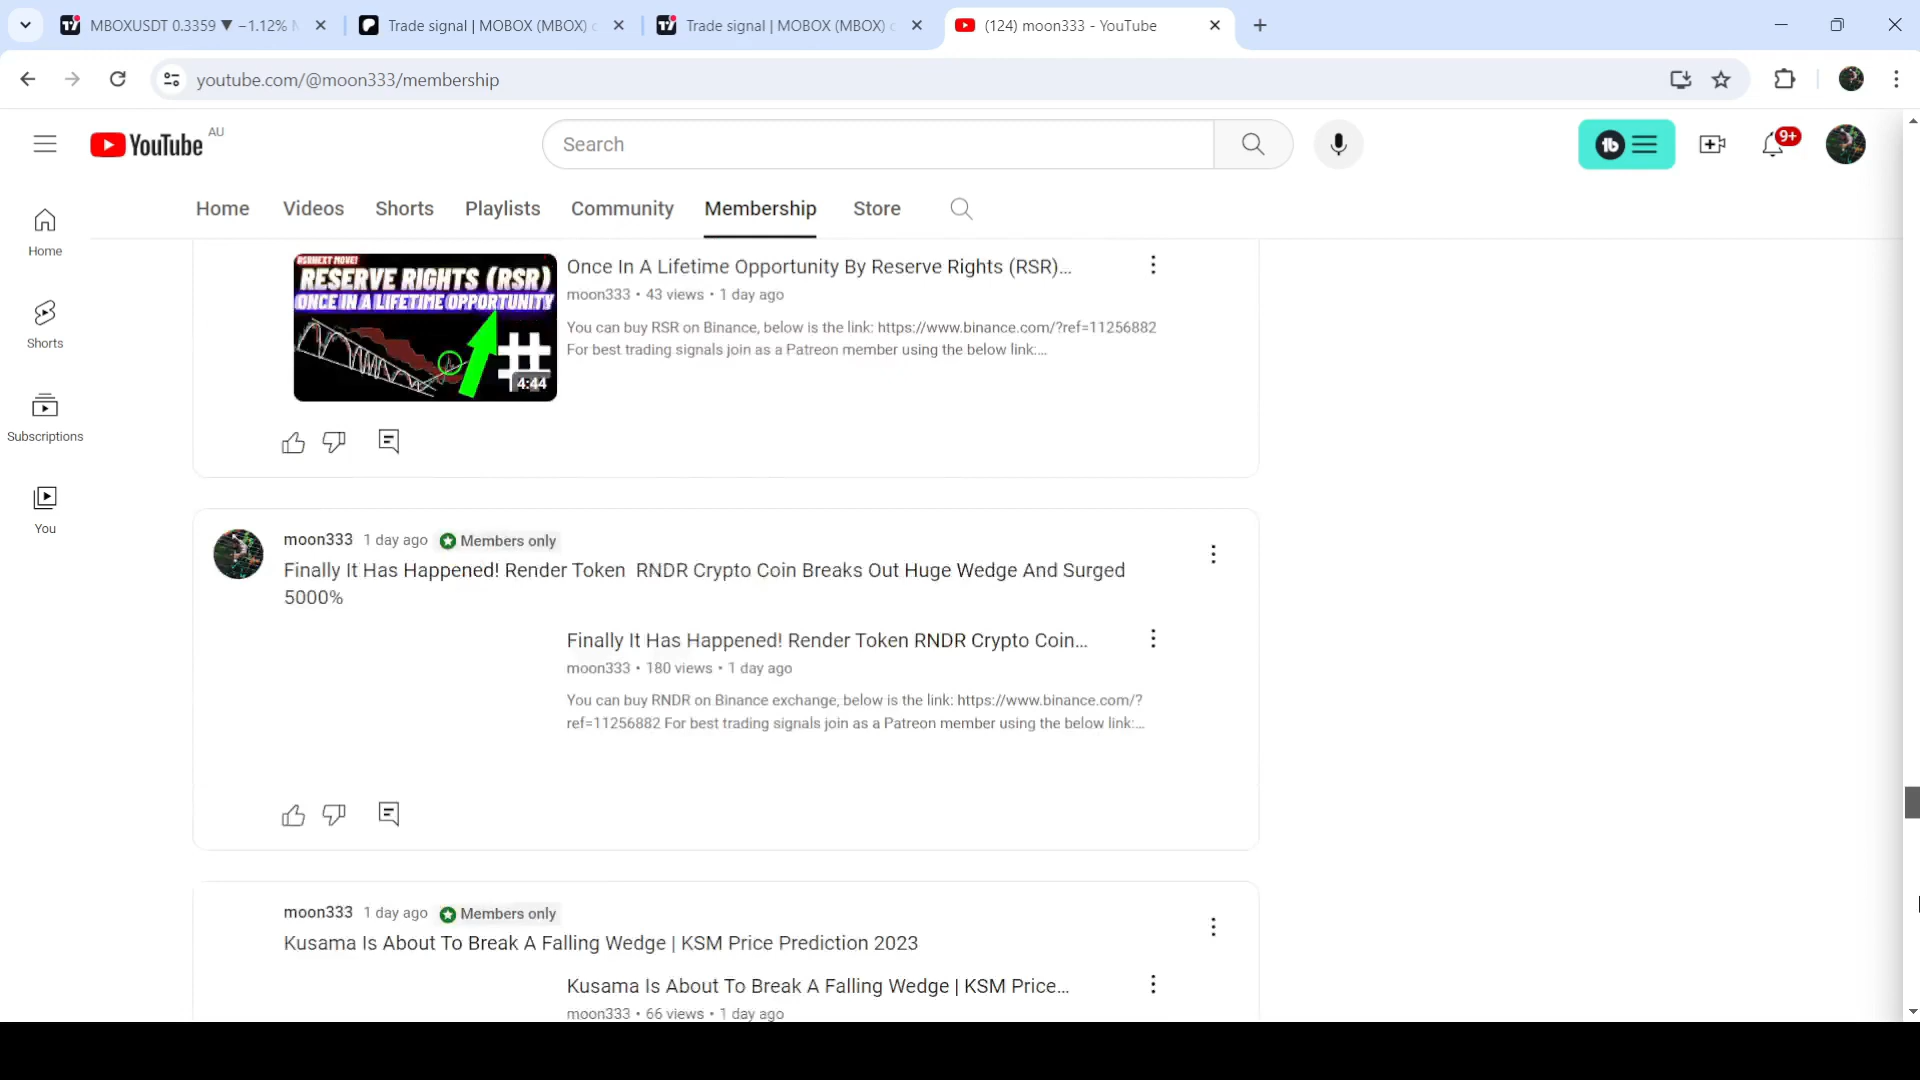 MBOXUSDT 0.3359 ▼ −1.12%
Trade signal | MOBOX (MBOX) c
Trade signal | MOBOX (MBOX) c
(124) moon333 - YouTube
youtube.com/@moon333/membership
YouTube AU
Search
9+
Home Videos Shorts Playlists Community Membership Store
Home
Shorts
Subscriptions
You
RSR NEXT MOVE!
RESERVE RIGHTS (RSR)
ONCE IN A LIFETIME OPPORTUNITY
4:44
Once In A Lifetime Opportunity By Reserve Rights (RSR)...
moon333 • 43 views • 1 day ago
You can buy RSR on Binance, below is the link: https://www.binance.com/?ref=11256882
For best trading signals join as a Patreon member using the below link:...
moon333 1 day ago Members only
Finally It Has Happened! Render Token RNDR Crypto Coin Breaks Out Huge Wedge And Surged
5000%
Finally It Has Happened! Render Token RNDR Crypto Coin...
moon333 • 180 views • 1 day ago
You can buy RNDR on Binance exchange, below is the link: https://www.binance.com/?
ref=11256882 For best trading signals join as a Patreon member using the below link:...
moon333 1 day ago Members only
Kusama Is About To Break A Falling Wedge | KSM Price Prediction 2023
Kusama Is About To Break A Falling Wedge | KSM Price...
moon333 • 66 views • 1 day ago